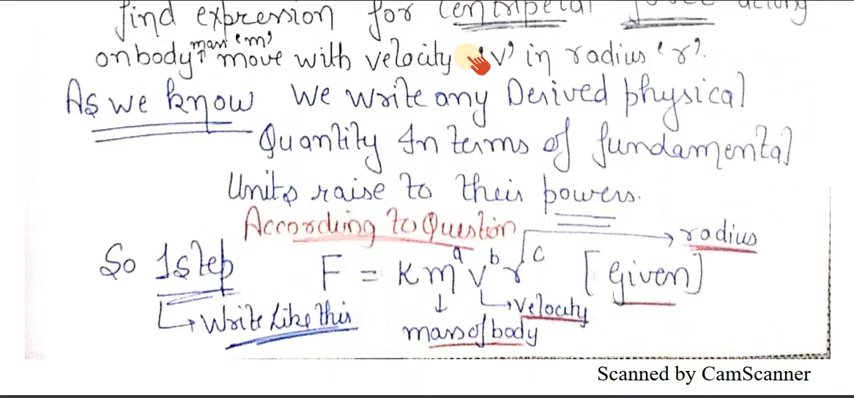 find expression for Centripetal force acting
on body mass 'm' move with velocity 'v' in radius 'r'.
As we know We write any Derived physical
Quantity In terms of fundamental
Units raise to their powers.
According to Question
So 1 step F = K m^a v^b r^c [Given] → radius
↳ Write Like this ↓ ↳ Velocity
mass of body
Scanned by CamScanner